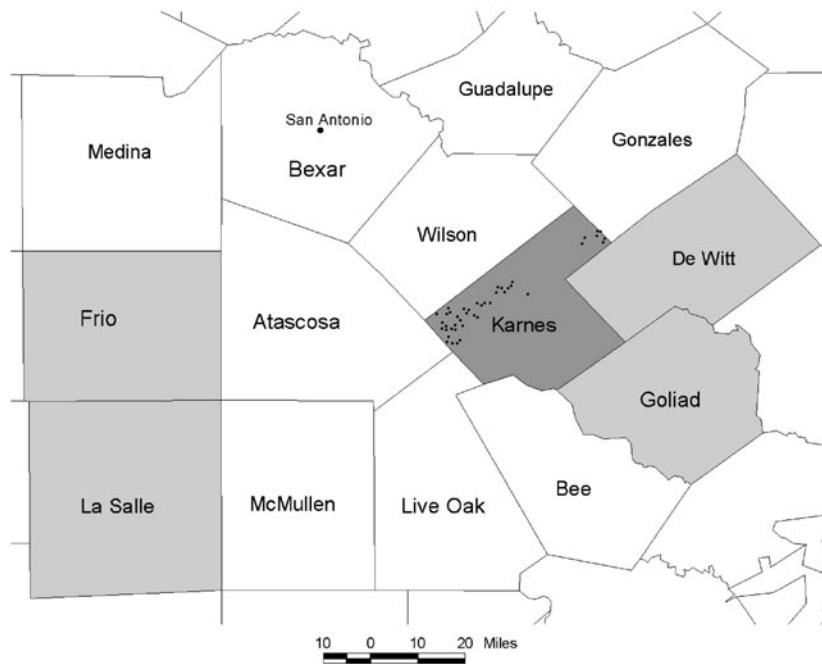 Guadalupe
San Antonio
Gonzales
Medina
Bexar
Wilson
De Witt
Frio
Atascosa
Karnes
Goliad
La Salle
McMullen
Live Oak
Bee
10 0 10 20 Miles